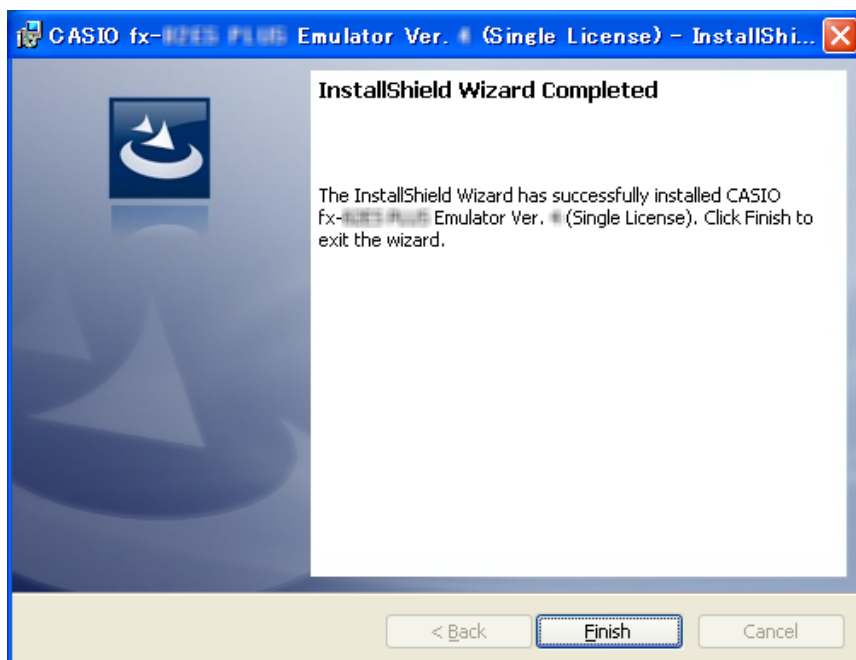 CASIO fx- Emulator Ver. (Single License) - InstallShi...
InstallShield Wizard Completed
The InstallShield Wizard has successfully installed CASIO
fx- Emulator Ver. (Single License). Click Finish to
exit the wizard.
< Back
Finish
Cancel